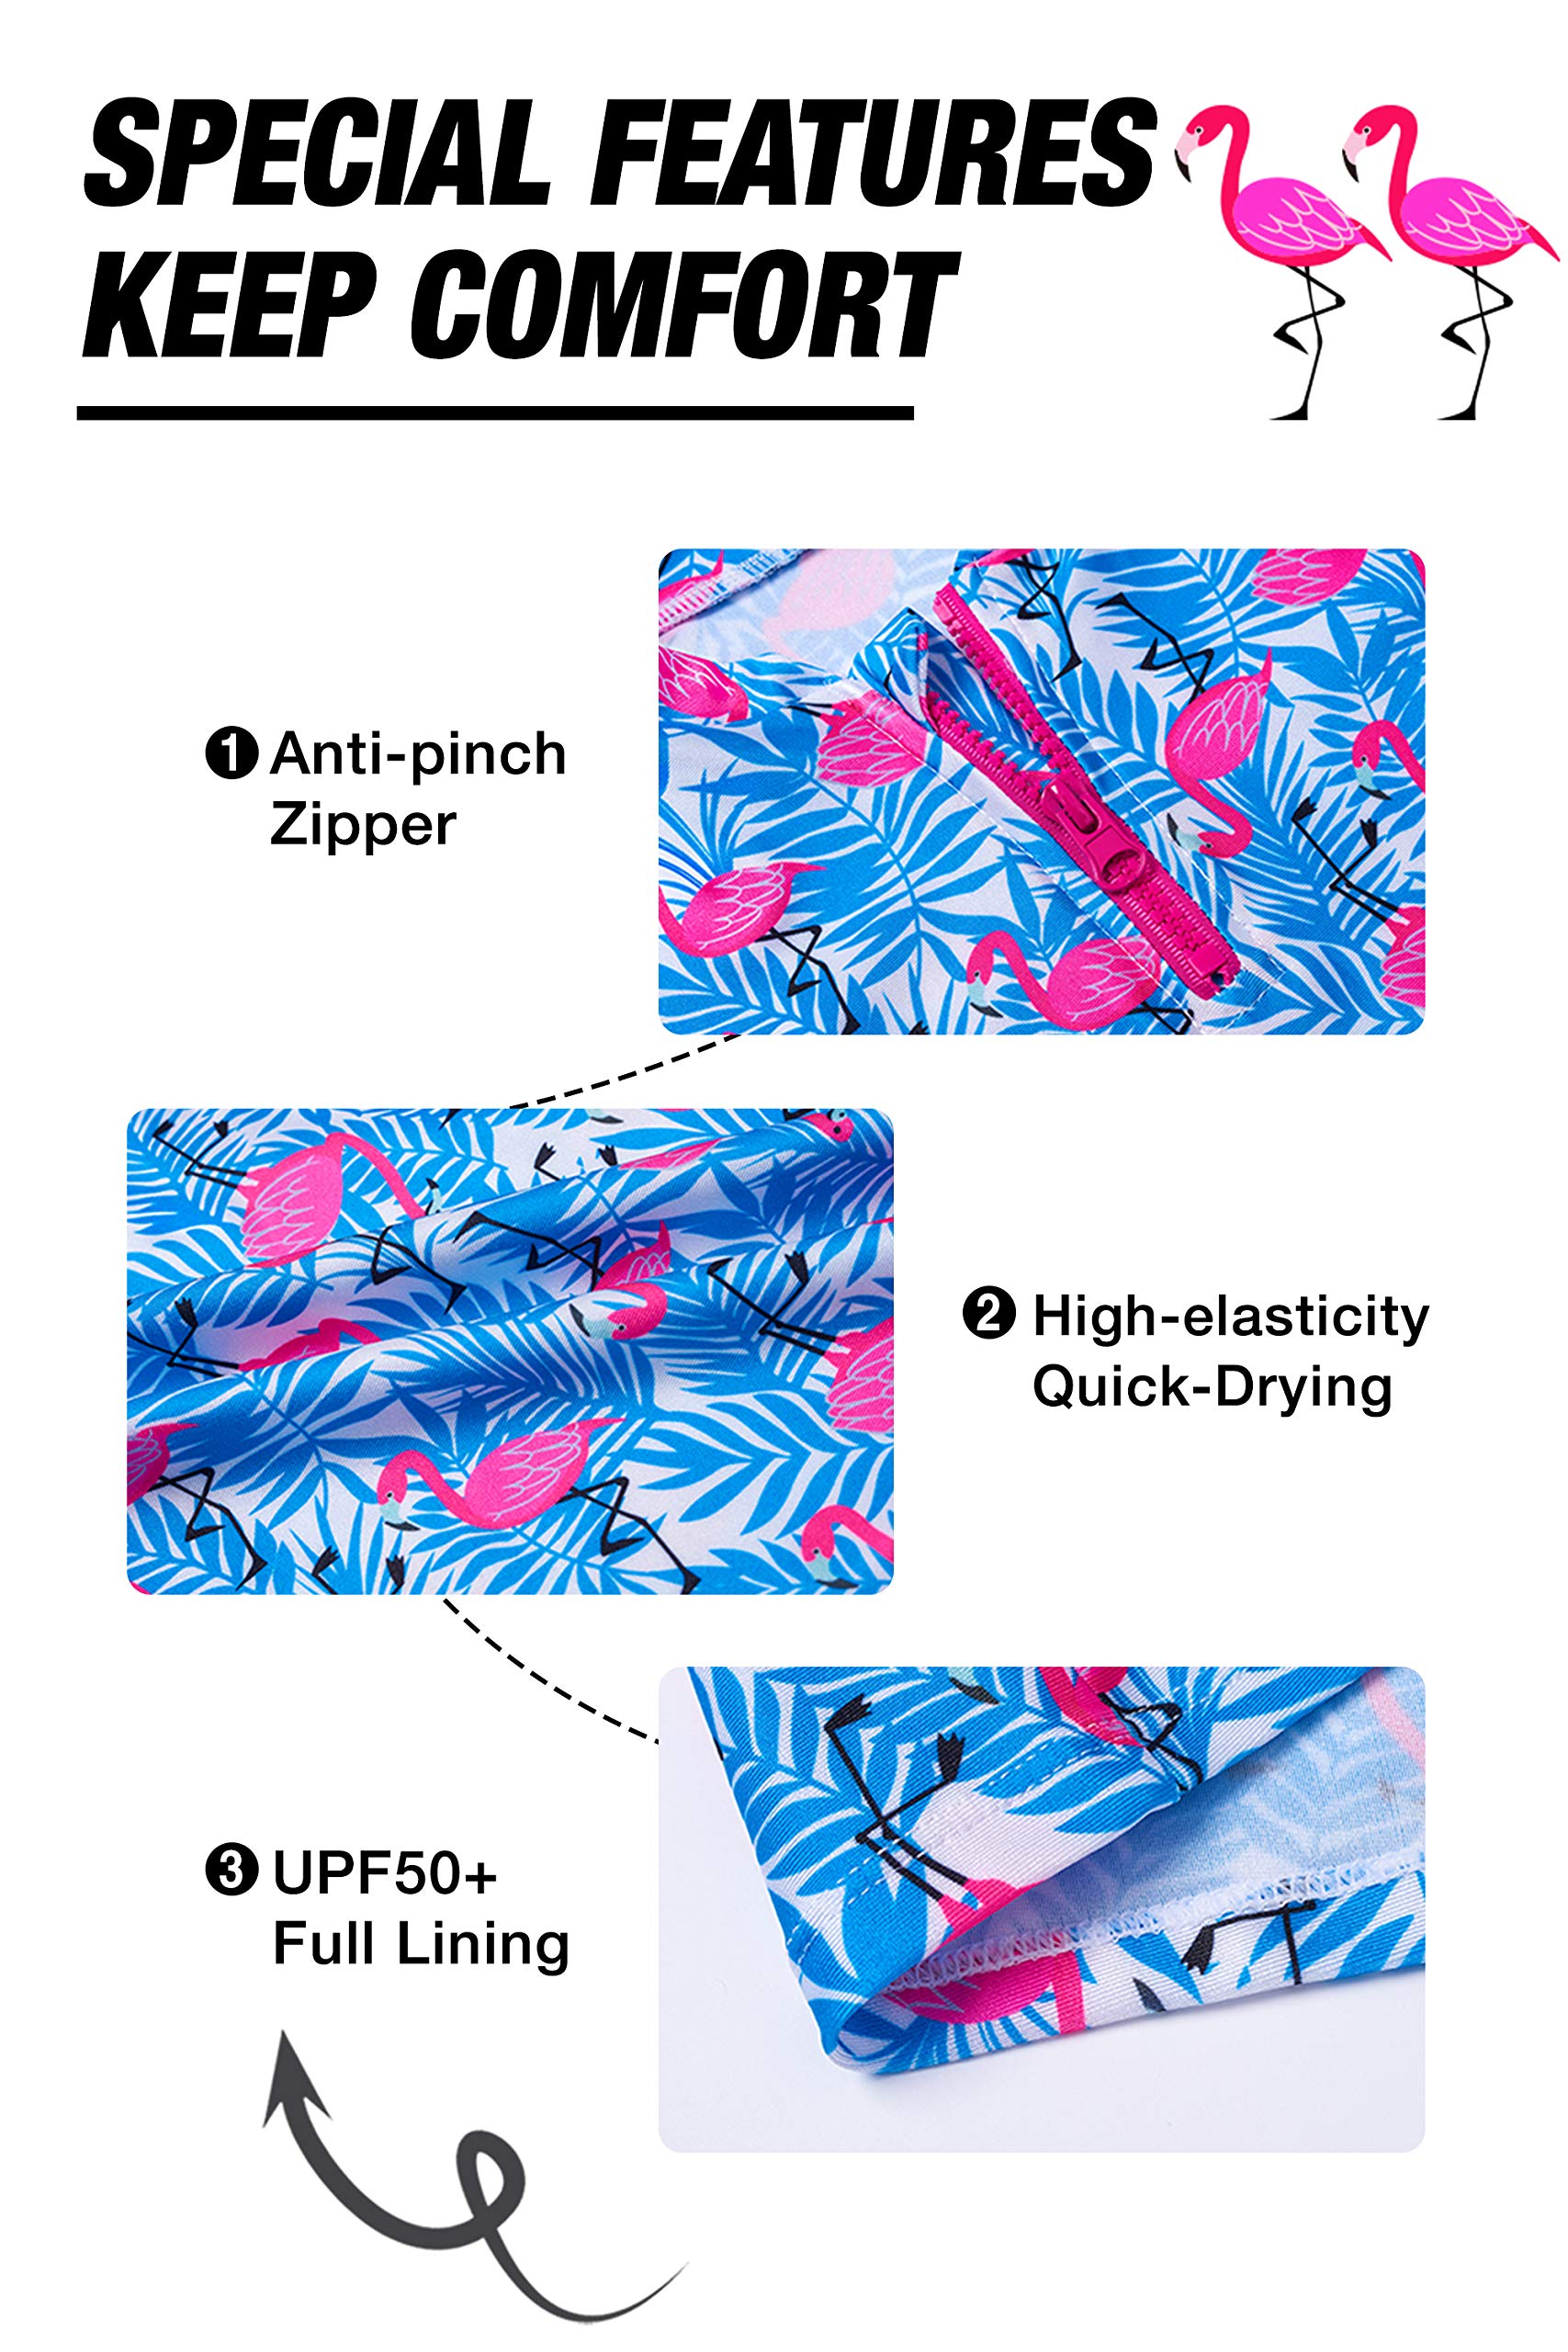 SPECIAL FEATURES
KEEP COMFORT
❶ Anti-pinch
Zipper
❷ High-elasticity
Quick-Drying
❸ UPF50+
Full Lining